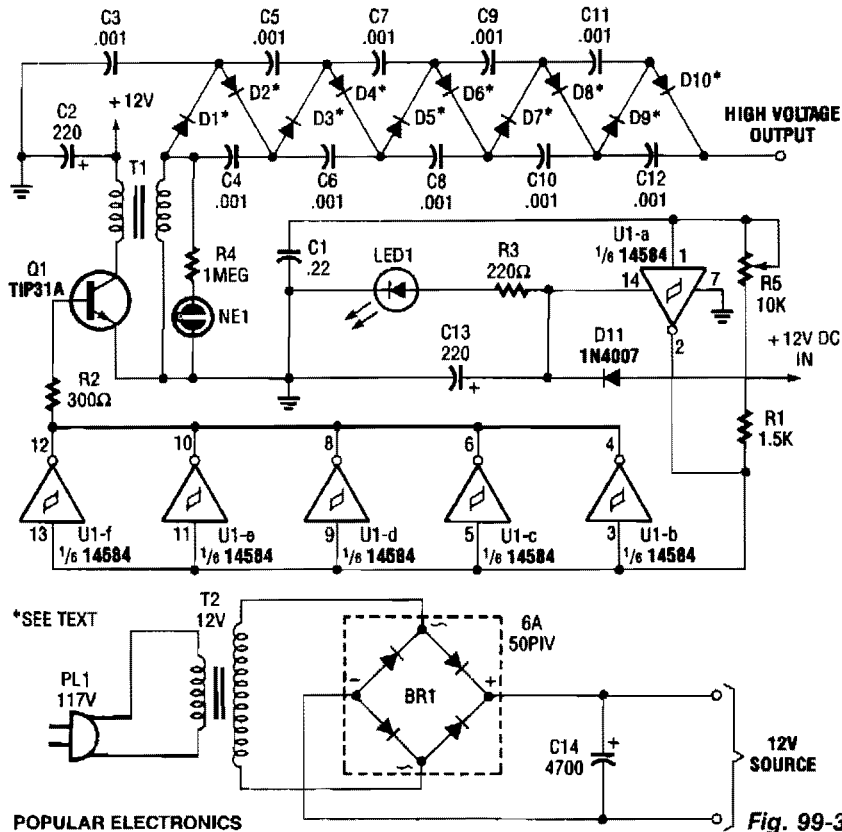 C3
.001
C5
.001
C7
.001
C9
.001
C11
.001
+12V
C2
220
+
D1*
D2*
D3*
D4*
D5*
D6*
D7*
D8*
D9*
D10*
HIGH VOLTAGE
OUTPUT
T1
C4
.001
C6
.001
C8
.001
C10
.001
C12
.001
Q1
TIP31A
R4
1MEG
NE1
C1
.22
LED1
R3
220Ω
U1-a
1/6 14584
1
14
7
2
R5
10K
C13
220
+
D11
1N4007
+12V DC
IN
R2
300Ω
R1
1.5K
12
10
8
6
4
13
U1-f
1/6 14584
11
U1-e
1/6 14584
9
U1-d
1/6 14584
5
U1-c
1/6 14584
3
U1-b
1/6 14584
*SEE TEXT
T2
12V
6A
50PIV
PL1
117V
~
−
BR1
+
~
C14
4700
+
12V
SOURCE
POPULAR ELECTRONICS
Fig. 99-3